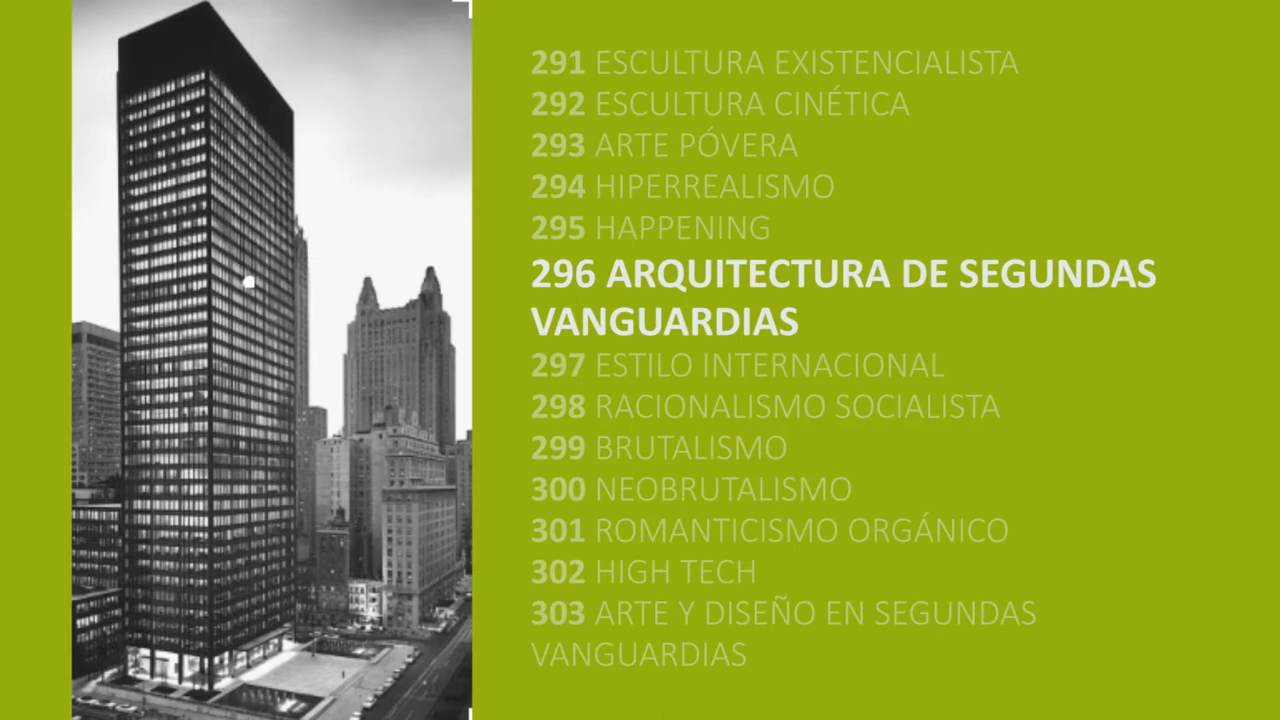 291 ESCULTURA EXISTENCIALISTA
292 ESCULTURA CINÉTICA
293 ARTE PÓVERA
294 HIPERREALISMO
295 HAPPENING
296 ARQUITECTURA DE SEGUNDAS
VANGUARDIAS
297 ESTILO INTERNACIONAL
298 RACIONALISMO SOCIALISTA
299 BRUTALISMO
300 NEOBRUTALISMO
301 ROMANTICISMO ORGÁNICO
302 HIGH TECH
303 ARTE Y DISEÑO EN SEGUNDAS
VANGUARDIAS